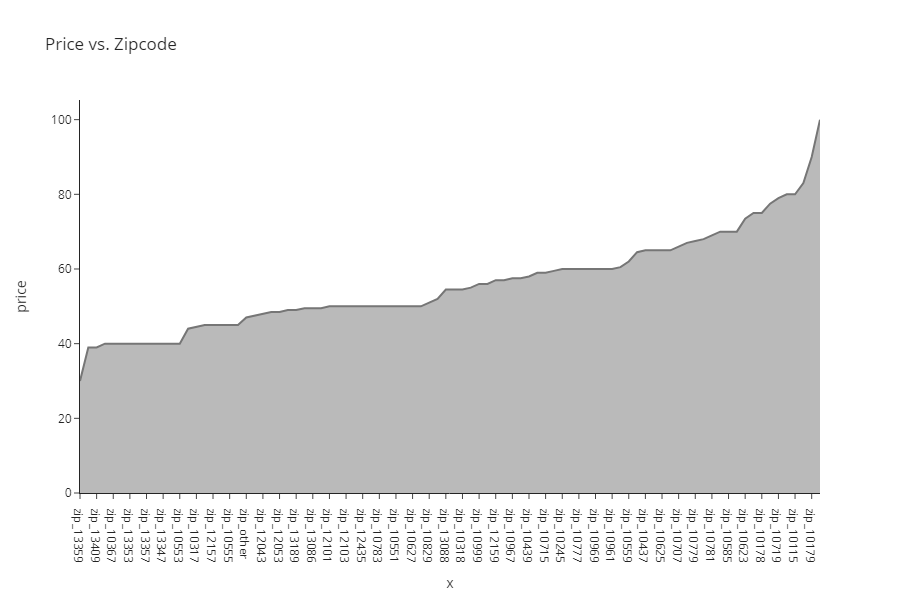 Price vs. Zipcode
100
80
60
40
20
0
price
zip_13359
zip_13409
zip_10367
zip_13353
zip_13357
zip_13347
zip_10553
zip_10317
zip_12157
zip_10555
zip_other
zip_12043
zip_12053
zip_13189
zip_13086
zip_12101
zip_12103
zip_12435
zip_10783
zip_10551
zip_10627
zip_10829
zip_13088
zip_10318
zip_10999
zip_12159
zip_10967
zip_10439
zip_10715
zip_10245
zip_10777
zip_10969
zip_10961
zip_10559
zip_10437
zip_10625
zip_10707
zip_10779
zip_10781
zip_10585
zip_10623
zip_10178
zip_10719
zip_10115
zip_10179
x